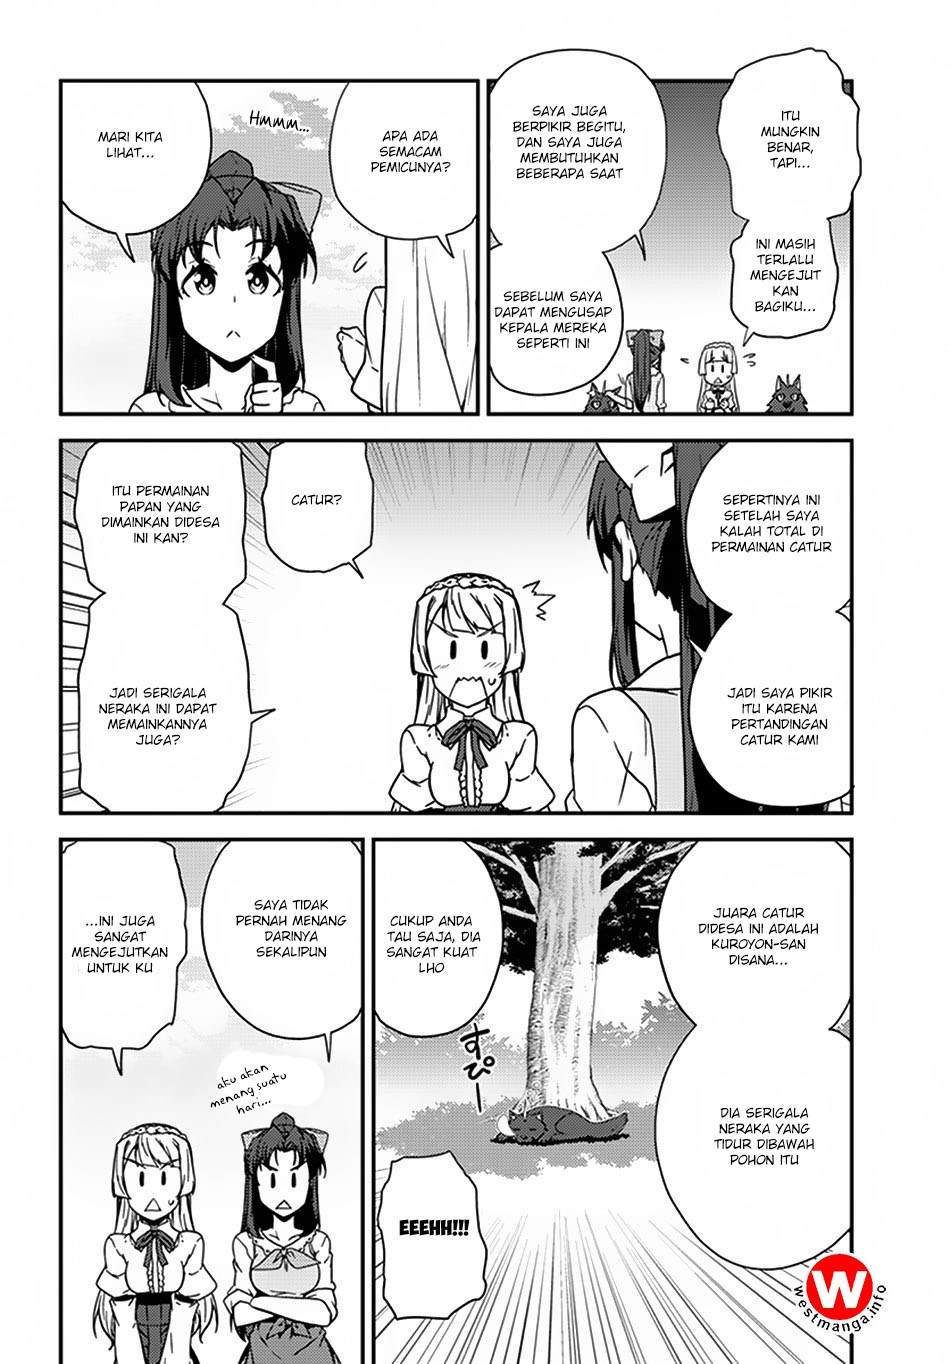 ITU
MUNGKIN
BENAR,
TAPI...
INI MASIH
TERLALU
MENGEJUT
KAN
BAGIKU...
SAYA JUGA
BERPIKIR BEGITU,
DAN SAYA JUGA
MEMBUTUHKAN
BEBERAPA SAAT
SEBELUM SAYA
DAPAT MENGUSAP
KEPALA MEREKA
SEPERTI INI
APA ADA
SEMACAM
PEMICUNYA?
Hmmm...
MARI KITA
LIHAT...
SEPERTINYA INI
SETELAH SAYA
KALAH TOTAL DI
PERMAINAN CATUR
JADI SAYA PIKIR
ITU KARENA
PERTANDINGAN
CATUR KAMI
CATUR?
ITU PERMAINAN
PAPAN YANG
DIMAINKAN DIDESA
INI KAN?
JADI SERIGALA
NERAKA INI DAPAT
MEMAINKANNYA
JUGA?
JUARA CATUR
DIDESA INI ADALAH
KUROYON-SAN
DISANA...
DIA SERIGALA
NERAKA YANG
TIDUR DIBAWAH
POHON ITU
すぴー
CUKUP ANDA
TAU SAJA, DIA
SANGAT KUAT
LHO
EEEHH!!!
SAYA TIDAK
PERNAH MENANG
DARINYA
SEKALIPUN
aku akan
menang suatu
hari...
...INI JUGA
SANGAT
MENGEJUTKAN
UNTUK KU
W
westmanga.info